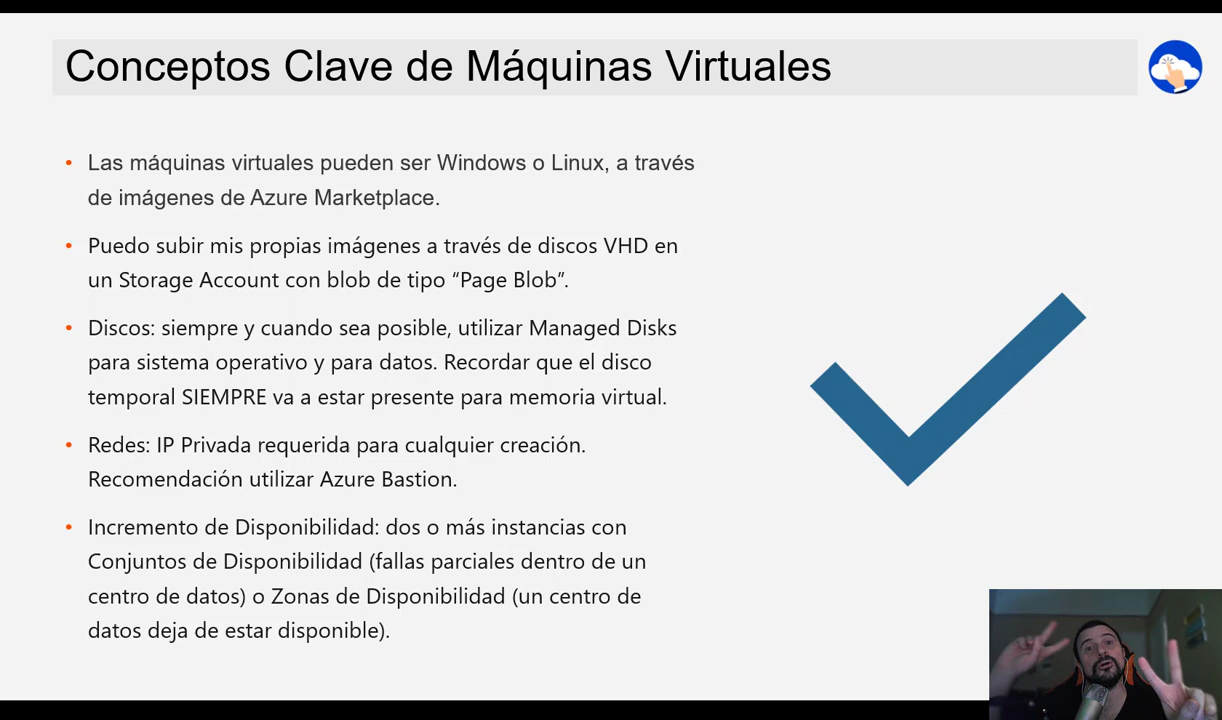 Conceptos Clave de Máquinas Virtuales
• Las máquinas virtuales pueden ser Windows o Linux, a través
de imágenes de Azure Marketplace.
• Puedo subir mis propias imágenes a través de discos VHD en
un Storage Account con blob de tipo “Page Blob”.
• Discos: siempre y cuando sea posible, utilizar Managed Disks
para sistema operativo y para datos. Recordar que el disco
temporal SIEMPRE va a estar presente para memoria virtual.
• Redes: IP Privada requerida para cualquier creación.
Recomendación utilizar Azure Bastion.
• Incremento de Disponibilidad: dos o más instancias con
Conjuntos de Disponibilidad (fallas parciales dentro de un
centro de datos) o Zonas de Disponibilidad (un centro de
datos deja de estar disponible).